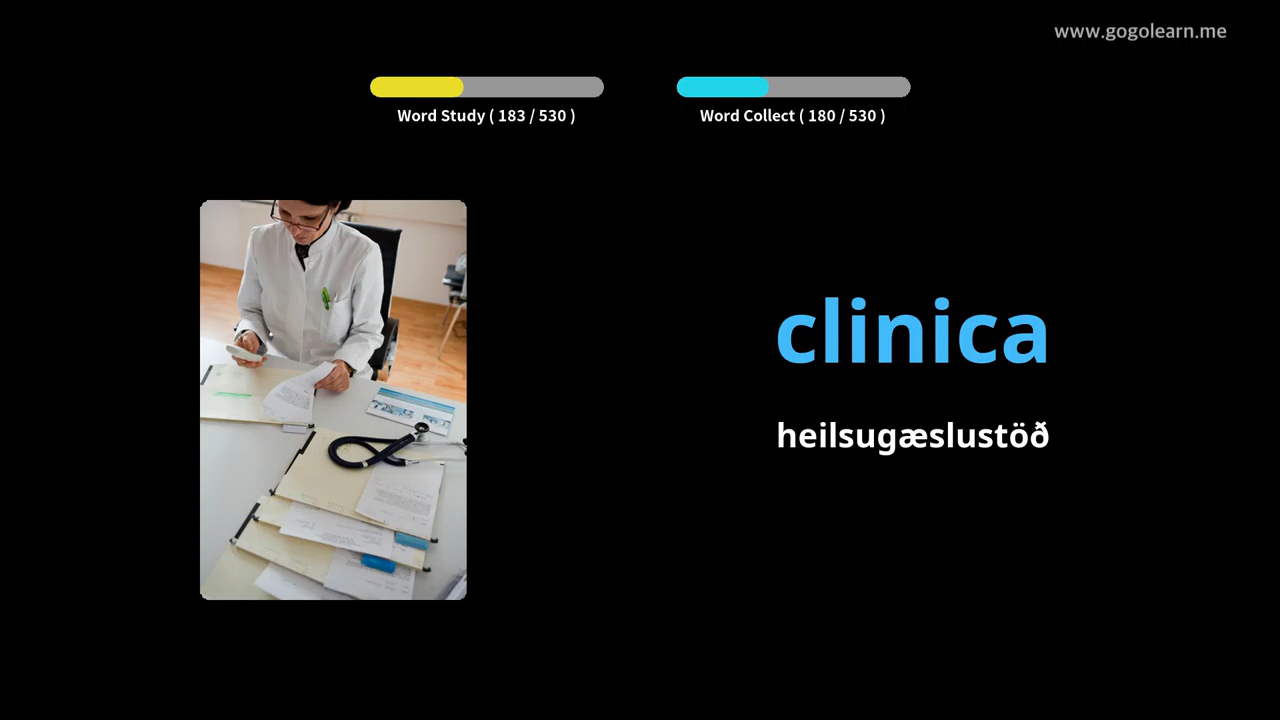 www.gogolearn.me
Word Study ( 183 / 530 )
Word Collect ( 180 / 530 )
clinica
heilsugæslustöð